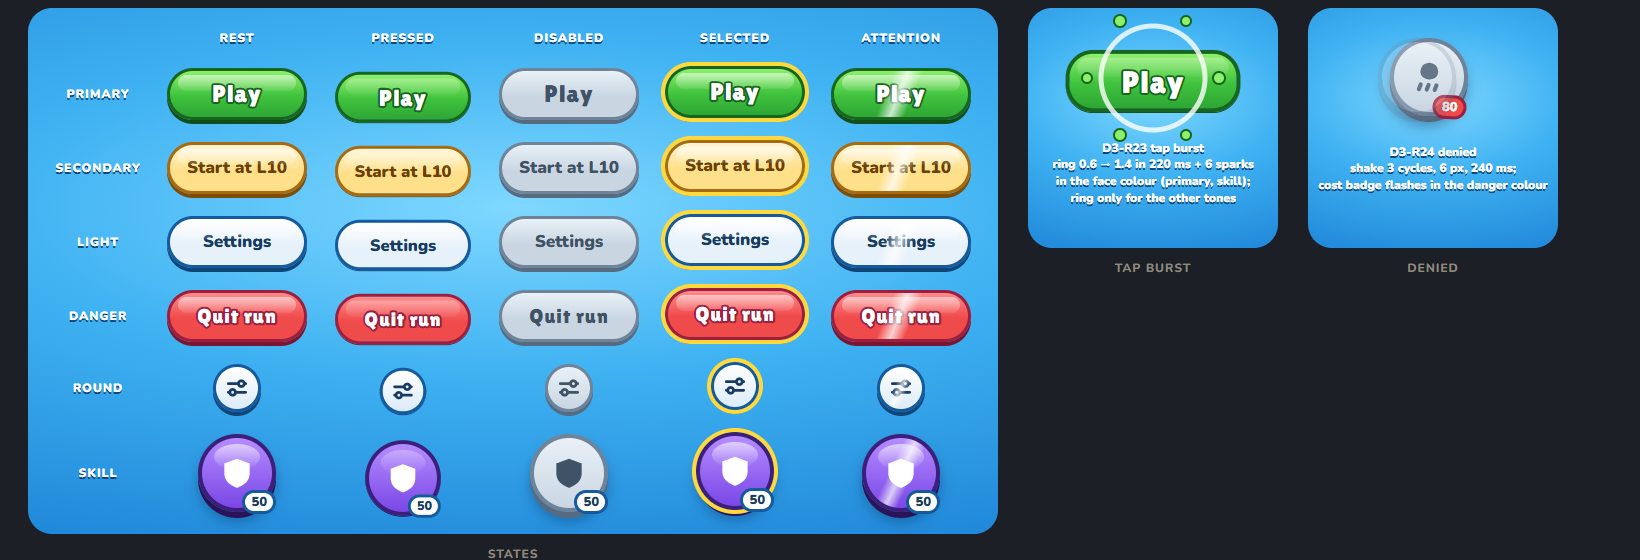 REST PRESSED DISABLED SELECTED ATTENTION
PRIMARY Play Play Play Play Play
SECONDARY Start at L10 Start at L10 Start at L10 Start at L10 Start at L10
LIGHT Settings Settings Settings Settings Settings
DANGER Quit run Quit run Quit run Quit run Quit run
ROUND
SKILL 50 50 50 50 50
STATES
Play
D3-R23 tap burst
ring 0.6 → 1.4 in 220 ms + 6 sparks
in the face colour (primary, skill);
ring only for the other tones
TAP BURST
80
D3-R24 denied
shake 3 cycles, 6 px, 240 ms;
cost badge flashes in the danger colour
DENIED